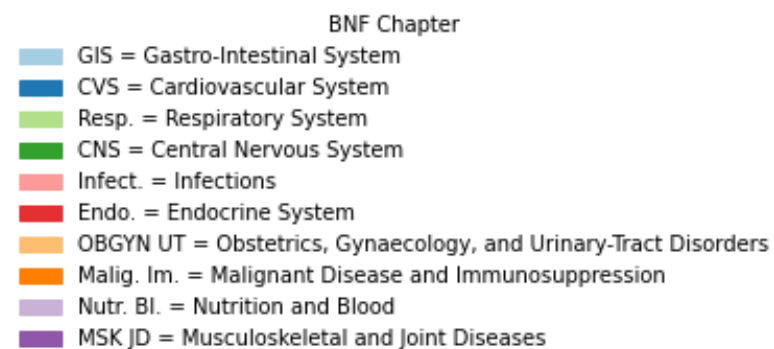 BNF Chapter
GIS = Gastro-Intestinal System
CVS = Cardiovascular System
Resp. = Respiratory System
CNS = Central Nervous System
Infect. = Infections
Endo. = Endocrine System
OBGYN UT = Obstetrics, Gynaecology, and Urinary-Tract Disorders
Malig. Im. = Malignant Disease and Immunosuppression
Nutr. Bl. = Nutrition and Blood
MSK JD = Musculoskeletal and Joint Diseases